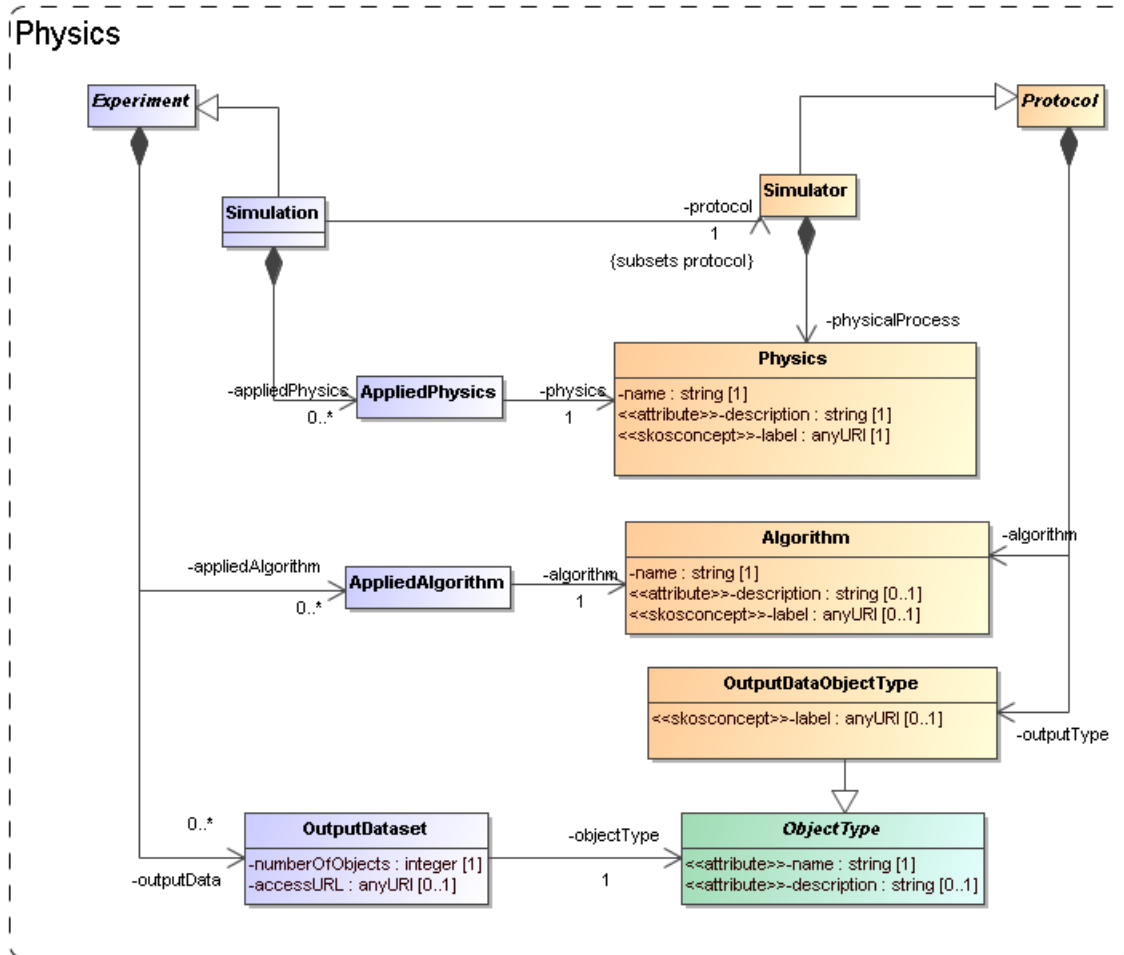 Physics
Experiment
Protocol
Simulator
Simulation
-protocol
1
{subsets protocol}
-physicalProcess
Physics
-name : string [1]
<<attribute>>-description : string [1]
<<skosconcept>>-label : anyURI [1]
-appliedPhysics
0..*
AppliedPhysics
-physics
1
Algorithm
-name : string [1]
<<attribute>>-description : string [0..1]
<<skosconcept>>-label : anyURI [0..1]
-algorithm
-appliedAlgorithm
0..*
AppliedAlgorithm
-algorithm
1
OutputDataObjectType
<<skosconcept>>-label : anyURI [0..1]
-outputType
0..*
-outputData
OutputDataset
-numberOfObjects : integer [1]
-accessURL : anyURI [0..1]
-objectType
1
ObjectType
<<attribute>>-name : string [1]
<<attribute>>-description : string [0..1]